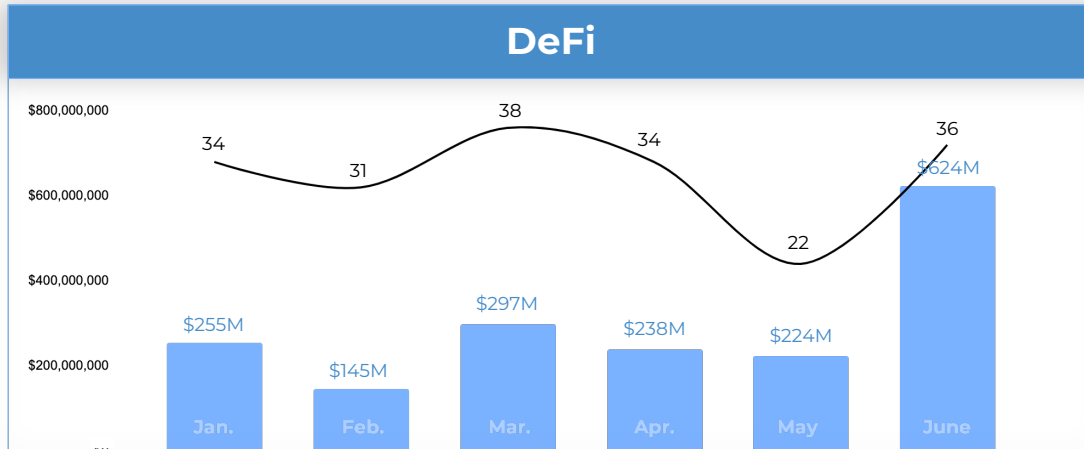 DeFi
$800,000,000
38
36
34
34
31
$624M
$600,000,000
22
$400,000,000
$297M
$255M
$238M
$224M
$145M
$200,000,000
Jan.
Feb.
Mar.
Apr.
May
June